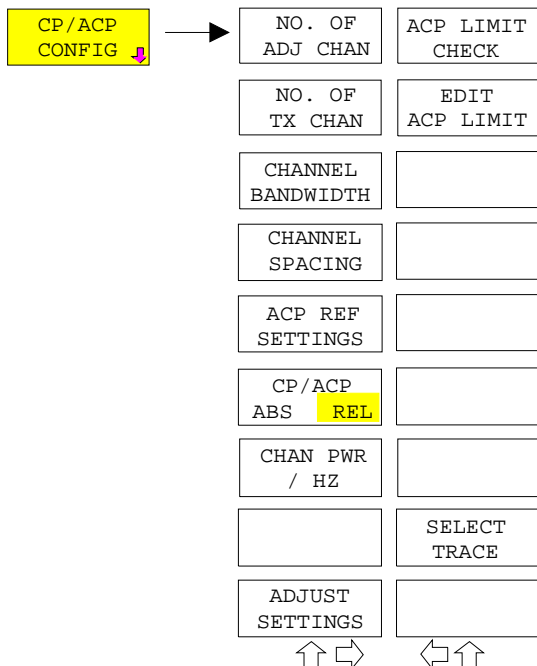 CP/ACP
CONFIG
NO. OF
ADJ CHAN
NO. OF
TX CHAN
CHANNEL
BANDWIDTH
CHANNEL
SPACING
ACP REF
SETTINGS
CP/ACP
ABS REL
CHAN PWR
/ HZ
ADJUST
SETTINGS
ACP LIMIT
CHECK
EDIT
ACP LIMIT
SELECT
TRACE